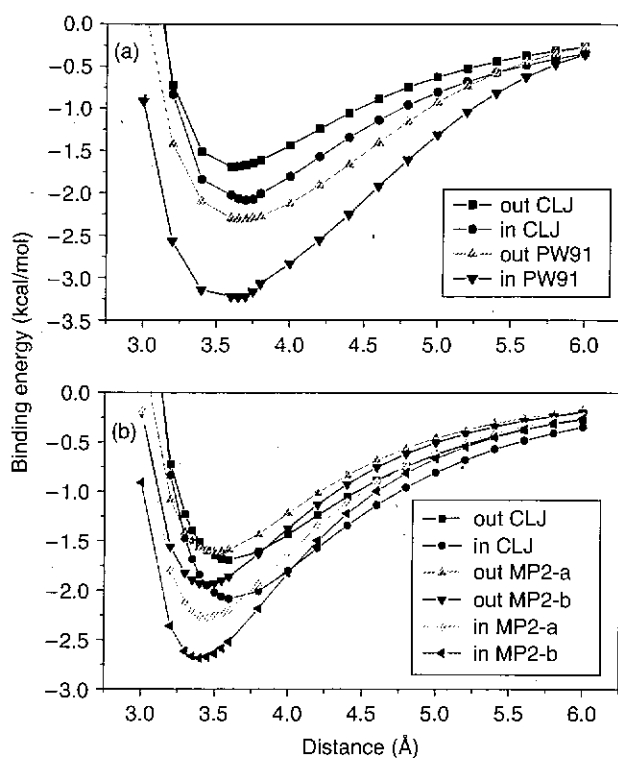 Binding energy (kcal/mol)
(a)
0.0
−0.5
−1.0
−1.5
−2.0
−2.5
−3.0
−3.5
out CLJ
in CLJ
out PW91
in PW91
3.0 3.5 4.0 4.5 5.0 5.5 6.0
(b)
0.0
−0.5
−1.0
−1.5
−2.0
−2.5
−3.0
out CLJ
in CLJ
out MP2-a
out MP2-b
in MP2-a
in MP2-b
3.0 3.5 4.0 4.5 5.0 5.5 6.0
Distance (Å)